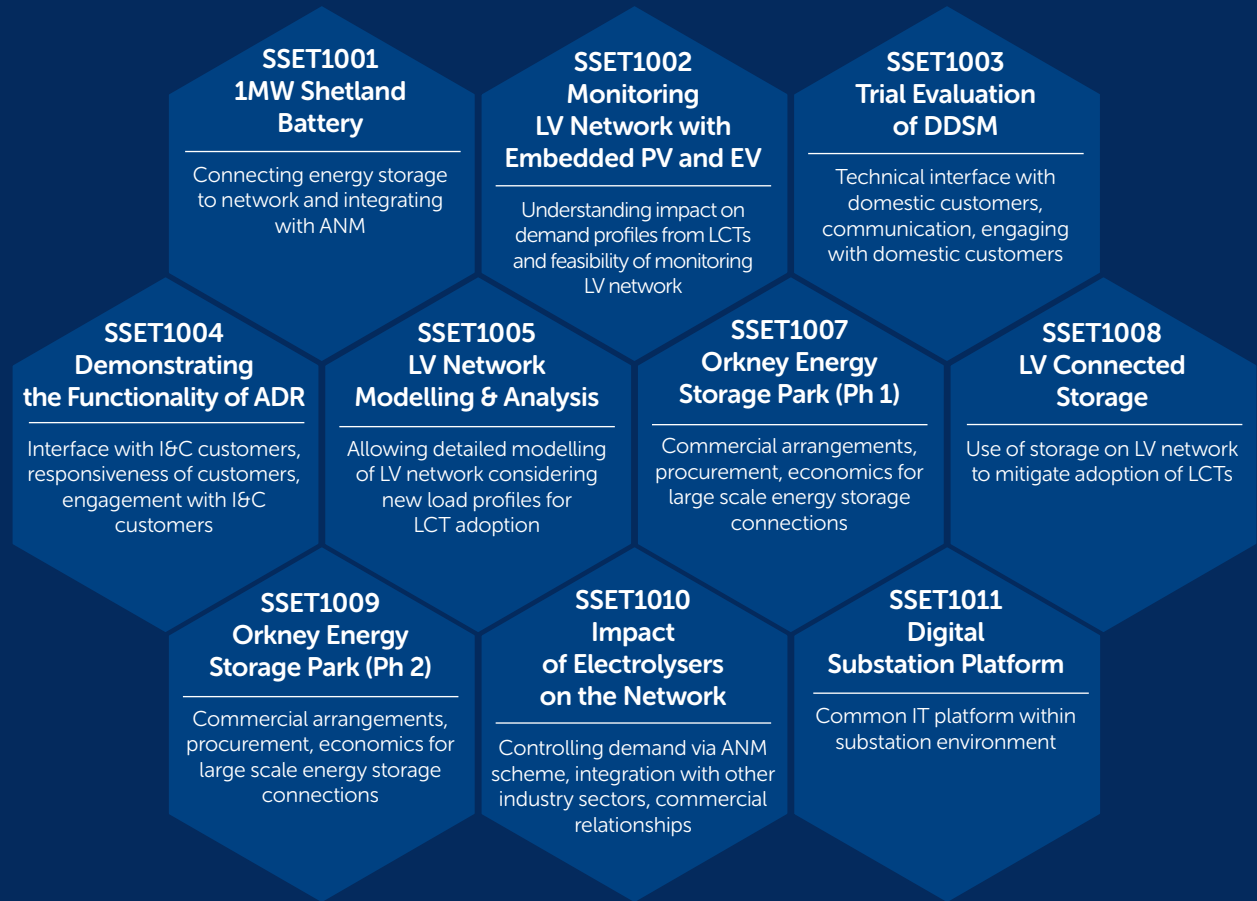 SSET1001
1MW Shetland
Battery
Connecting energy storage
to network and integrating
with ANM
SSET1002
Monitoring
LV Network with
Embedded PV and EV
Understanding impact on
demand profiles from LCTs
and feasibility of monitoring
LV network
SSET1003
Trial Evaluation
of DDSM
Technical interface with
domestic customers,
communication, engaging
with domestic customers
SSET1004
Demonstrating
the Functionality of ADR
Interface with I&C customers,
responsiveness of customers,
engagement with I&C
customers
SSET1005
LV Network
Modelling & Analysis
Allowing detailed modelling
of LV network considering
new load profiles for
LCT adoption
SSET1007
Orkney Energy
Storage Park (Ph 1)
Commercial arrangements,
procurement, economics for
large scale energy storage
connections
SSET1008
LV Connected
Storage
Use of storage on LV network
to mitigate adoption of LCTs
SSET1009
Orkney Energy
Storage Park (Ph 2)
Commercial arrangements,
procurement, economics for
large scale energy storage
connections
SSET1010
Impact
of Electrolysers
on the Network
Controlling demand via ANM
scheme, integration with other
industry sectors, commercial
relationships
SSET1011
Digital
Substation Platform
Common IT platform within
substation environment